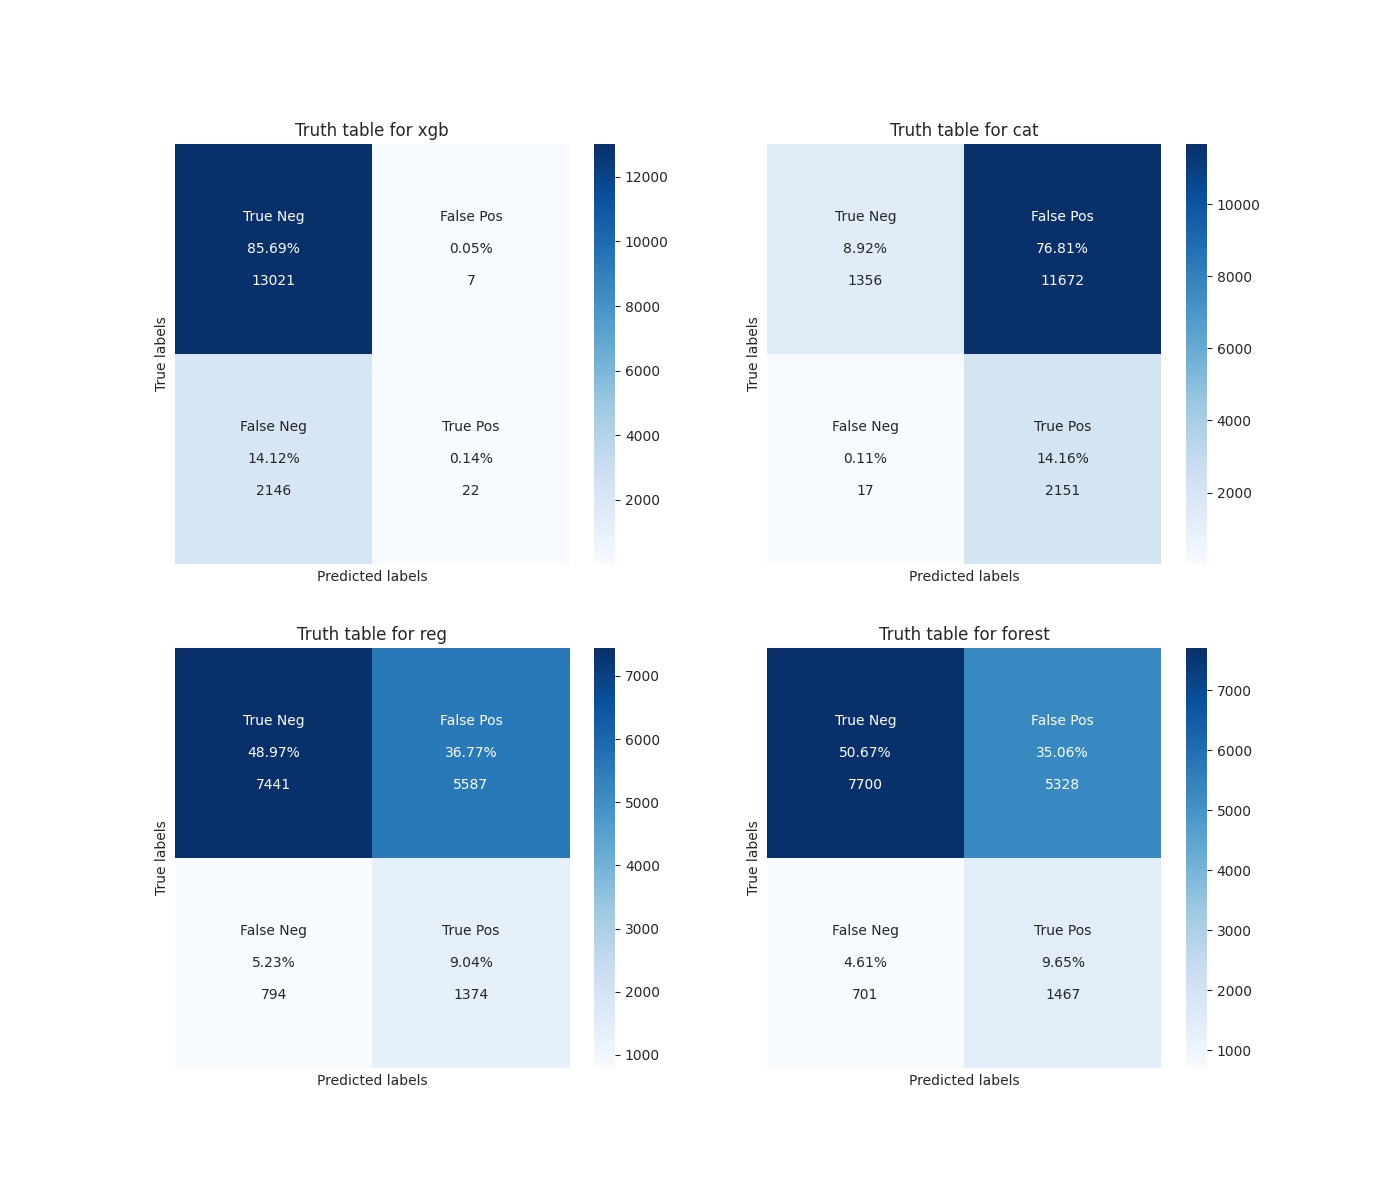 Truth table for xgb
True Neg
85.69%
13021
False Pos
0.05%
7
False Neg
14.12%
2146
True Pos
0.14%
22
True labels
Predicted labels
12000
10000
8000
6000
4000
2000
Truth table for cat
True Neg
8.92%
1356
False Pos
76.81%
11672
False Neg
0.11%
17
True Pos
14.16%
2151
True labels
Predicted labels
10000
8000
6000
4000
2000
Truth table for reg
True Neg
48.97%
7441
False Pos
36.77%
5587
False Neg
5.23%
794
True Pos
9.04%
1374
True labels
Predicted labels
7000
6000
5000
4000
3000
2000
1000
Truth table for forest
True Neg
50.67%
7700
False Pos
35.06%
5328
False Neg
4.61%
701
True Pos
9.65%
1467
True labels
Predicted labels
7000
6000
5000
4000
3000
2000
1000